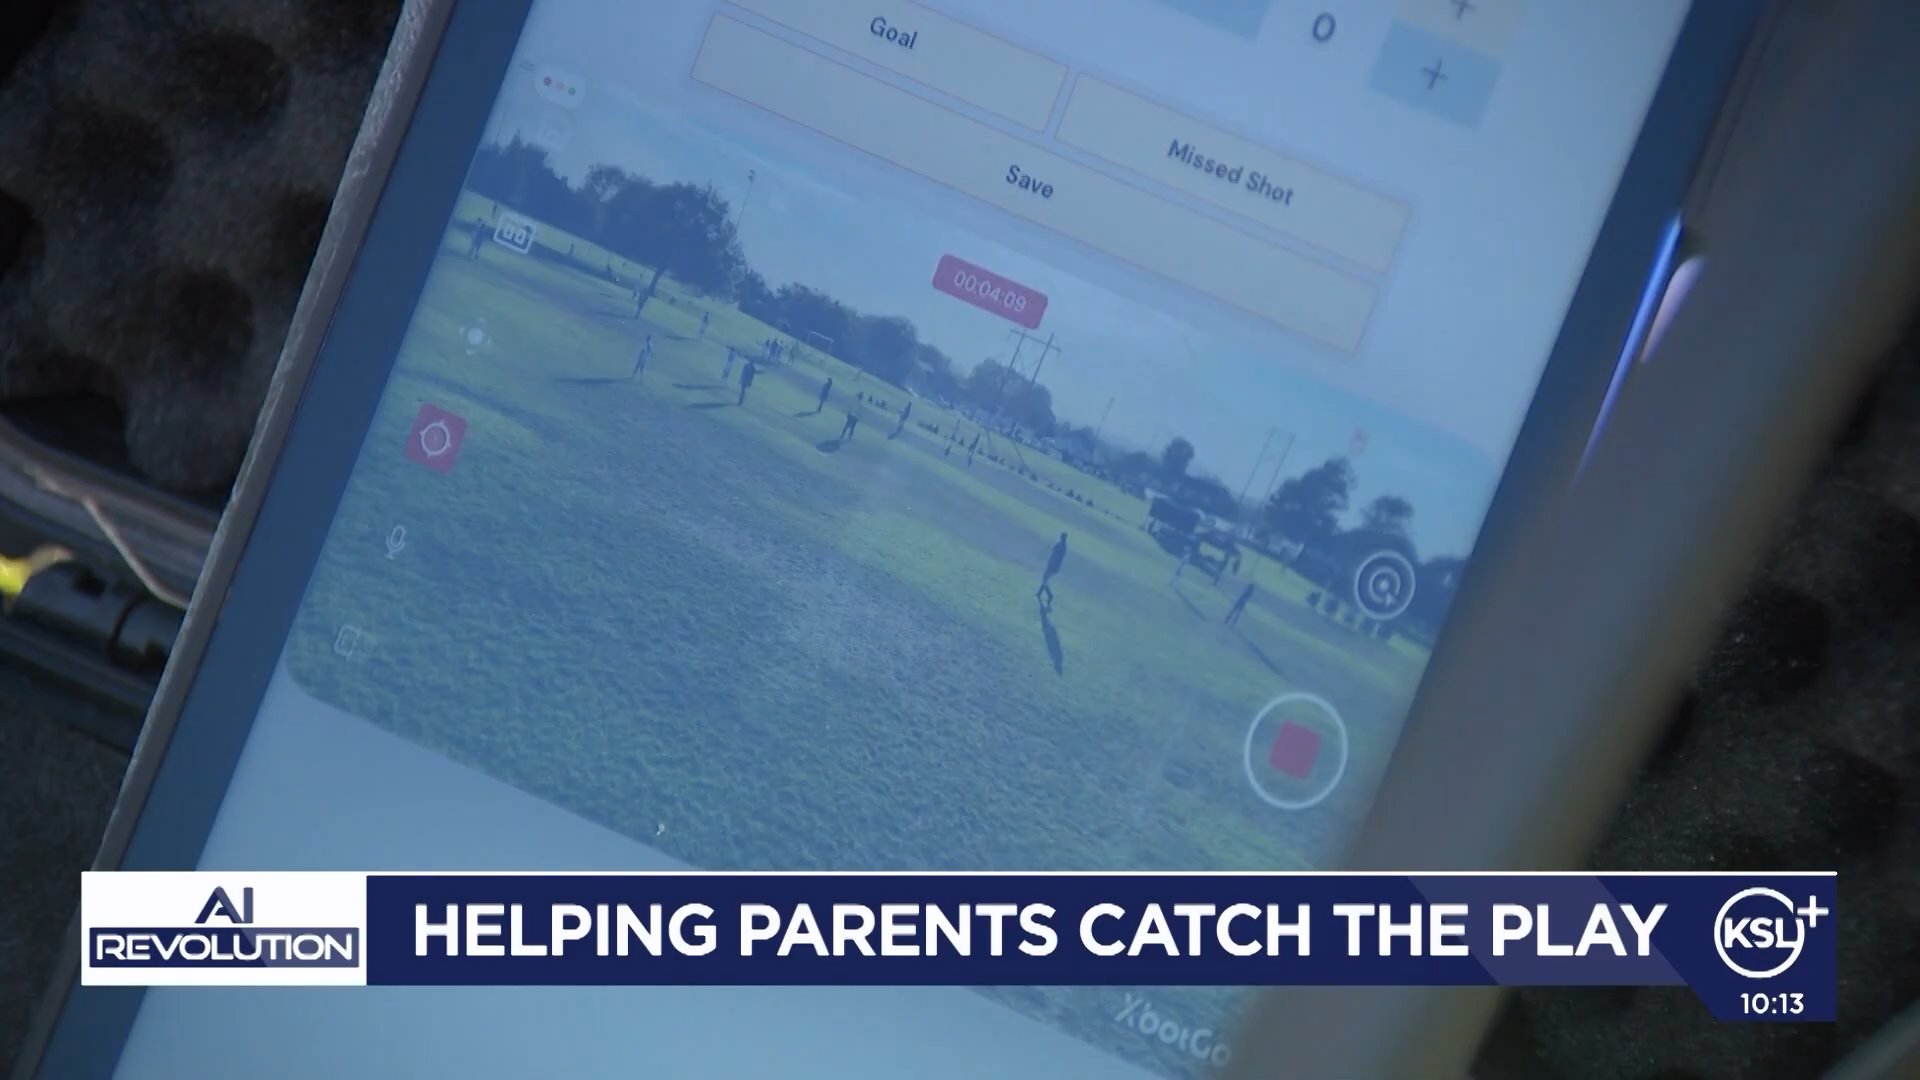 0
+
Goal
+
Missed Shot
Save
00:04:09
XbotGo
AI
REVOLUTION
HELPING PARENTS CATCH THE PLAY
KSL+
10:13